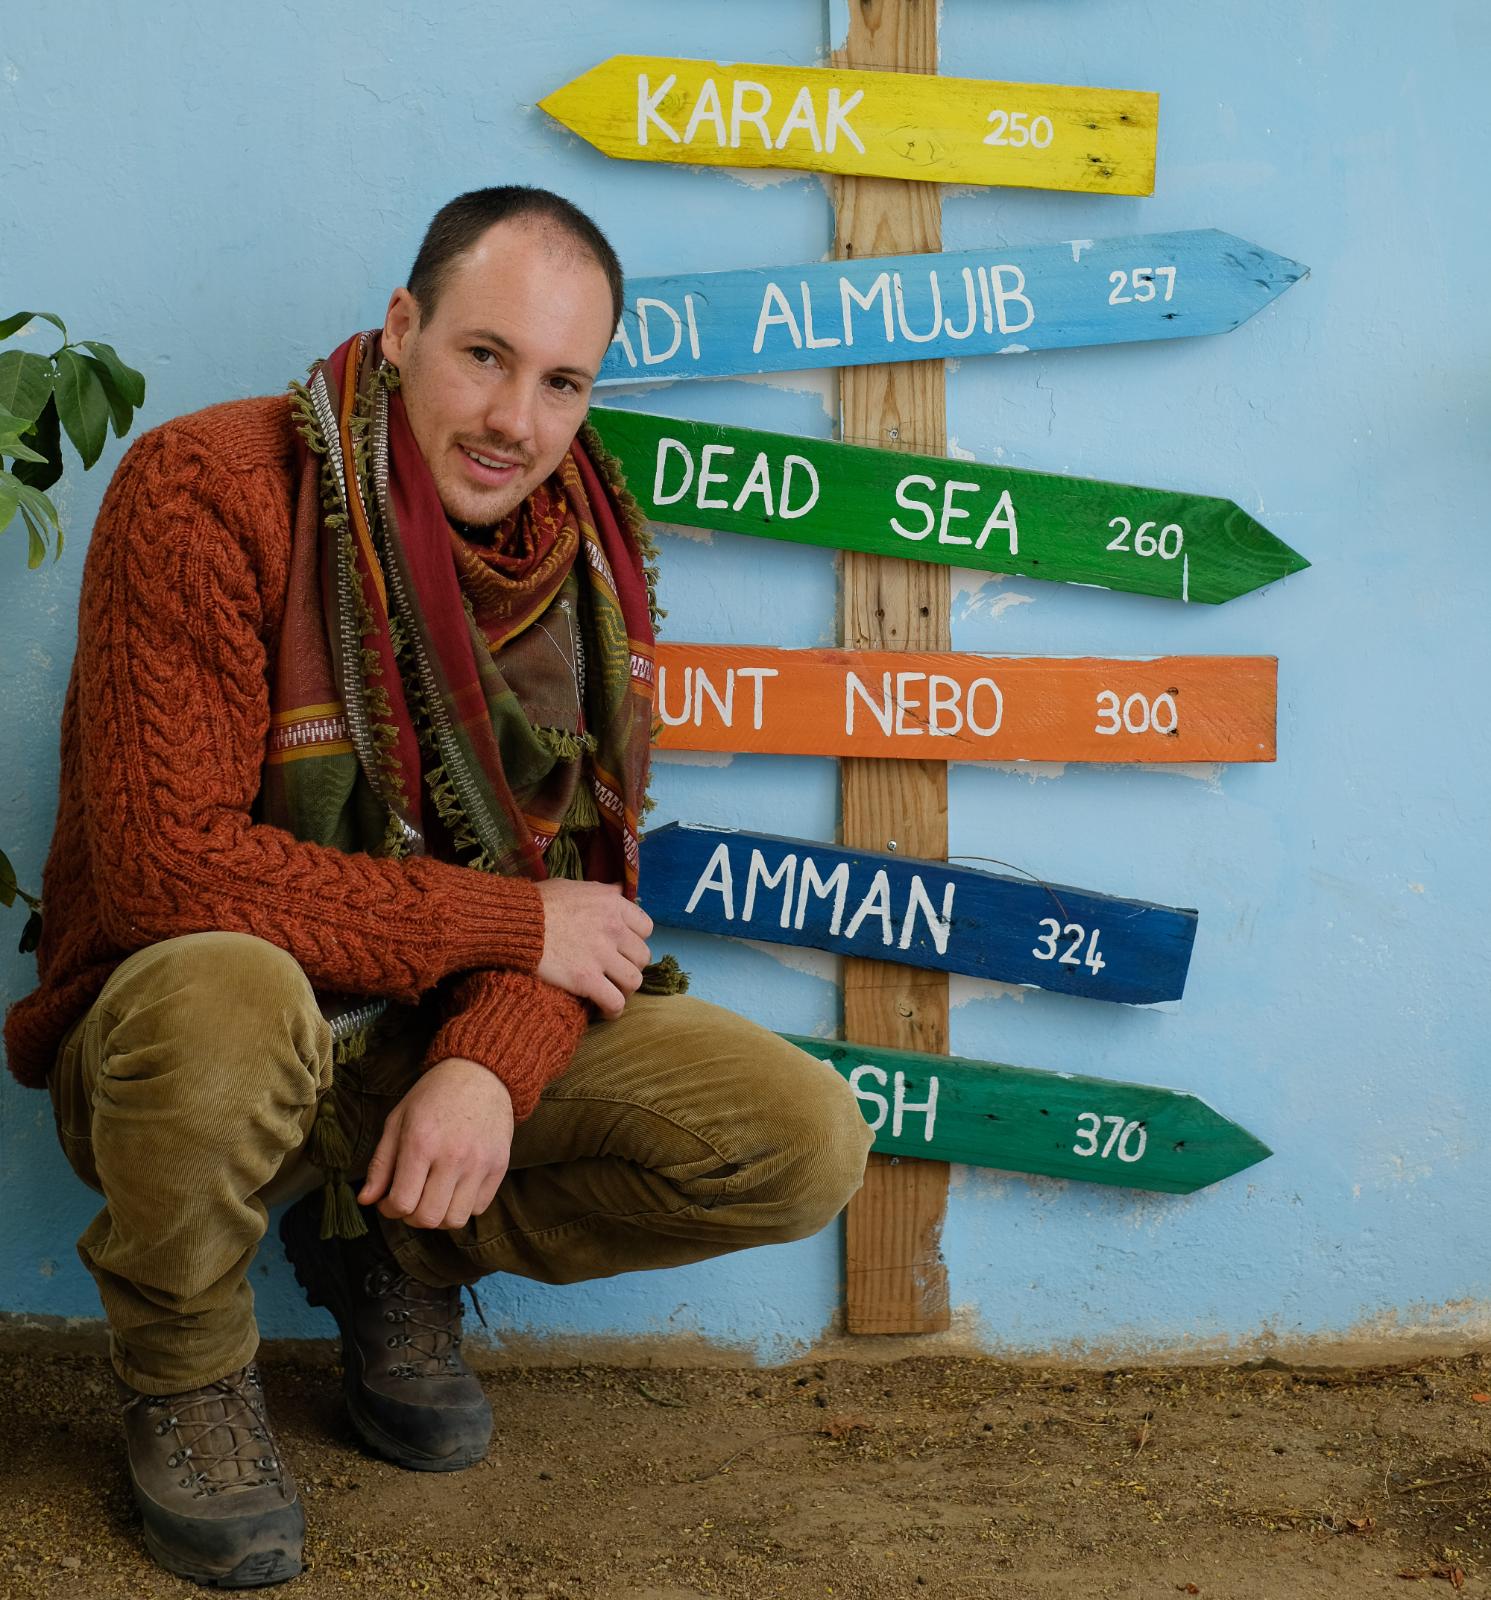 KARAK 250
ADI ALMUJIB 257
DEAD SEA 260
UNT NEBO 300
AMMAN 324
SH 370